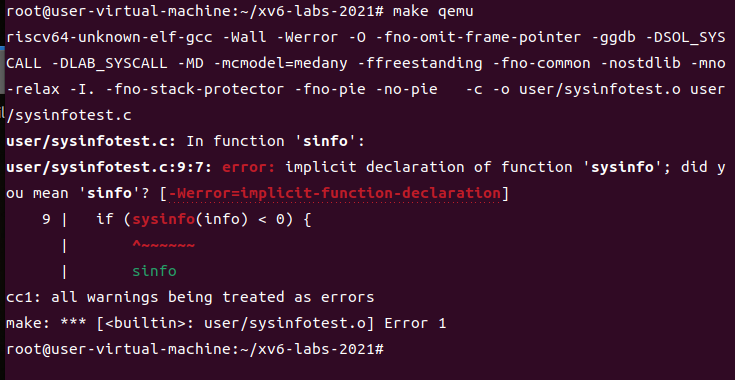 root@user-virtual-machine:~/xv6-labs-2021# make qemu
riscv64-unknown-elf-gcc -Wall -Werror -O -fno-omit-frame-pointer -ggdb -DSOL_SYS
CALL -DLAB_SYSCALL -MD -mcmodel=medany -ffreestanding -fno-common -nostdlib -mno
-relax -I. -fno-stack-protector -fno-pie -no-pie   -c -o user/sysinfotest.o user
/sysinfotest.c
user/sysinfotest.c: In function 'sinfo':
user/sysinfotest.c:9:7: error: implicit declaration of function 'sysinfo'; did y
ou mean 'sinfo'? [-Werror=implicit-function-declaration]
    9 |   if (sysinfo(info) < 0) {
      |       ^~~~~~~
      |       sinfo
cc1: all warnings being treated as errors
make: *** [<builtin>: user/sysinfotest.o] Error 1
root@user-virtual-machine:~/xv6-labs-2021#